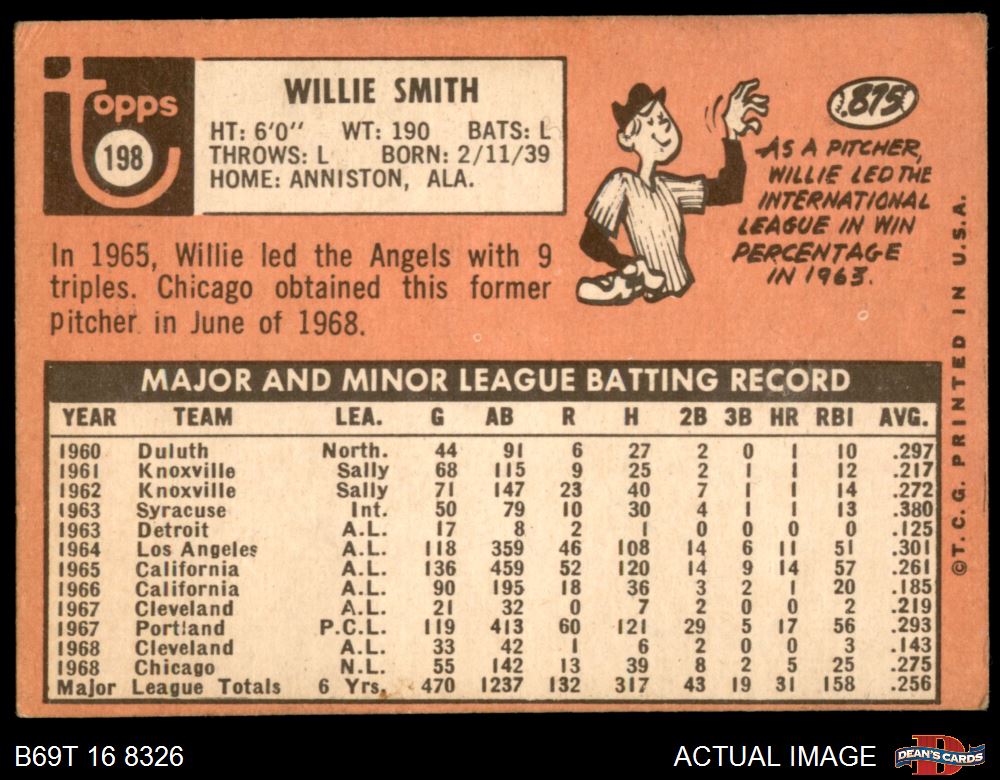 Topps
198
WILLIE SMITH
HT: 6'0" WT: 190 BATS: L
THROWS: L BORN: 2/11/39
HOME: ANNISTON, ALA.
In 1965, Willie led the Angels with 9
triples. Chicago obtained this former
pitcher in June of 1968.
.875
AS A PITCHER,
WILLIE LED THE
INTERNATIONAL
LEAGUE IN WIN
PERCENTAGE
IN 1963.
MAJOR AND MINOR LEAGUE BATTING RECORD
YEAR TEAM LEA. G AB R H 2B 3B HR RBI AVG.
1960 Duluth North. 44 91 6 27 2 0 1 10 .297
1961 Knoxville Sally 68 115 9 25 2 1 1 12 .217
1962 Knoxville Sally 71 147 23 40 7 1 1 14 .272
1963 Syracuse Int. 50 79 10 30 4 1 1 13 .380
1963 Detroit A.L. 17 8 2 1 0 0 0 0 .125
1964 Los Angeles A.L. 118 359 46 108 14 6 11 51 .301
1965 California A.L. 136 459 52 120 14 9 14 57 .261
1966 California A.L. 90 195 18 36 3 2 1 20 .185
1967 Cleveland A.L. 21 32 0 7 2 0 0 2 .219
1967 Portland P.C.L. 119 413 60 121 29 5 17 56 .293
1968 Cleveland A.L. 33 42 1 6 2 0 0 3 .143
1968 Chicago N.L. 55 142 13 39 8 2 5 25 .275
Major League Totals 6 Yrs. 470 1237 132 317 43 19 31 158 .256
©T.C.G. PRINTED IN U.S.A.
B69T 16 8326
ACTUAL IMAGE
DEAN'S CARDS